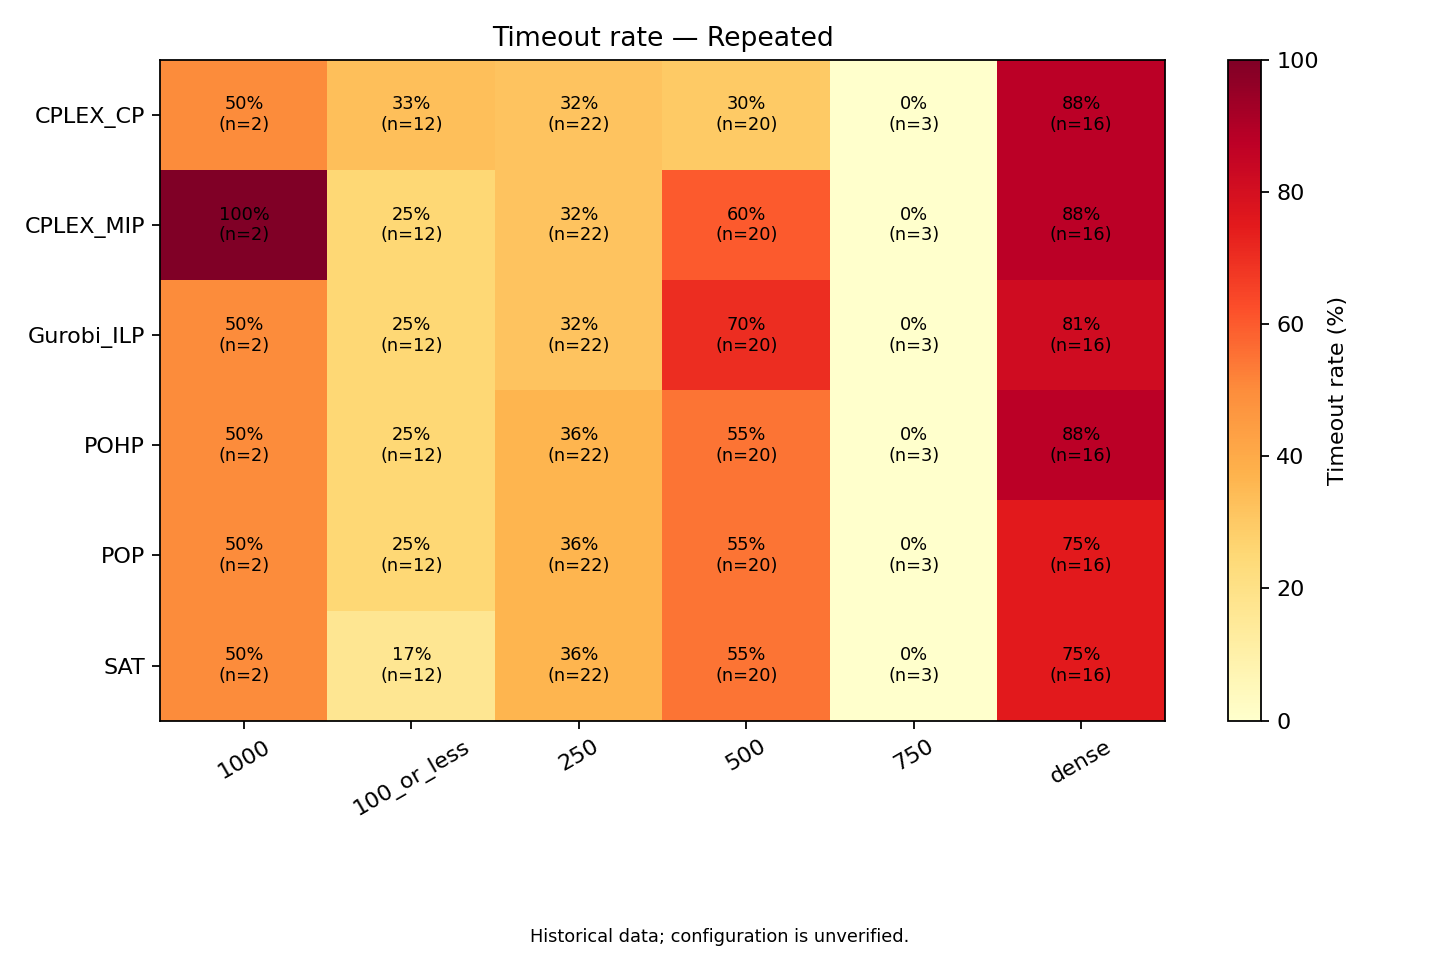 Timeout rate — Repeated
CPLEX_CP
50%
(n=2)
33%
(n=12)
32%
(n=22)
30%
(n=20)
0%
(n=3)
88%
(n=16)
CPLEX_MIP
100%
(n=2)
25%
(n=12)
32%
(n=22)
60%
(n=20)
0%
(n=3)
88%
(n=16)
Gurobi_ILP
50%
(n=2)
25%
(n=12)
32%
(n=22)
70%
(n=20)
0%
(n=3)
81%
(n=16)
POHP
50%
(n=2)
25%
(n=12)
36%
(n=22)
55%
(n=20)
0%
(n=3)
88%
(n=16)
POP
50%
(n=2)
25%
(n=12)
36%
(n=22)
55%
(n=20)
0%
(n=3)
75%
(n=16)
SAT
50%
(n=2)
17%
(n=12)
36%
(n=22)
55%
(n=20)
0%
(n=3)
75%
(n=16)
1000
100_or_less
250
500
750
dense
100
80
60
40
20
0
Timeout rate (%)
Historical data; configuration is unverified.